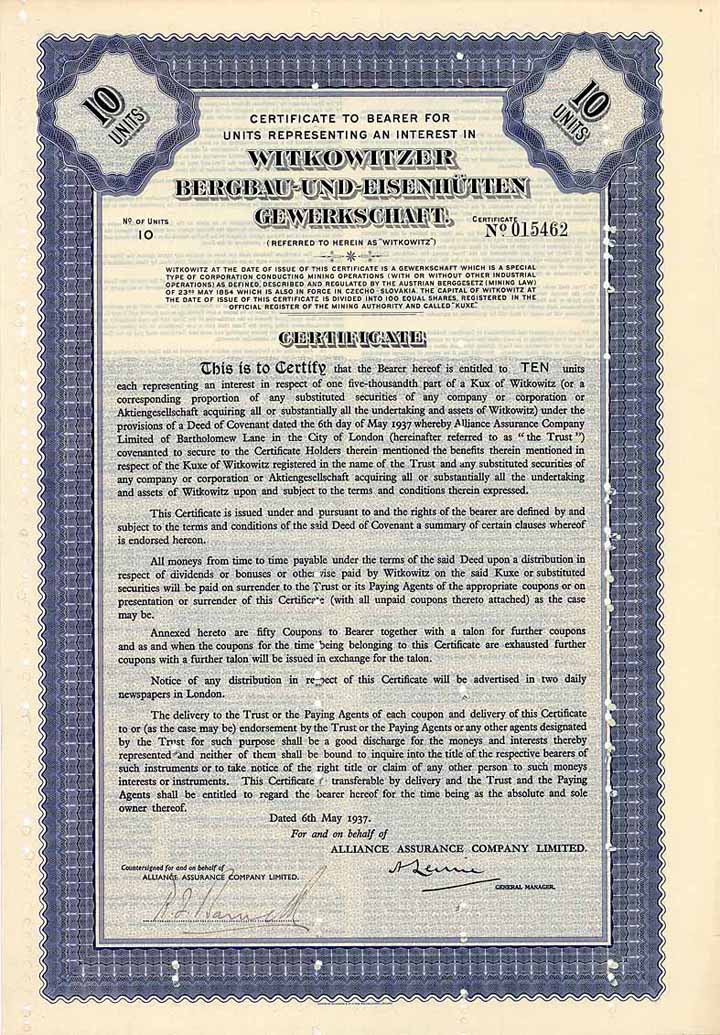 10 UNITS
10 UNITS
CERTIFICATE TO BEARER FOR
UNITS REPRESENTING AN INTEREST IN
WITKOWITZER
BERGBAU-UND-EISENHÜTTEN
GEWERKSCHAFT.
No OF UNITS
10
CERTIFICATE
No 015462
(REFERRED TO HEREIN AS "WITKOWITZ")
WITKOWITZ AT THE DATE OF ISSUE OF THIS CERTIFICATE IS A GEWERKSCHAFT WHICH IS A SPECIAL
TYPE OF CORPORATION CONDUCTING MINING OPERATIONS (WITH OR WITHOUT OTHER INDUSTRIAL
OPERATIONS) AS DEFINED, DESCRIBED AND REGULATED BY THE AUSTRIAN BERGGESETZ (MINING LAW)
OF 23RD MAY 1854 WHICH IS ALSO IN FORCE IN CZECHO-SLOVAKIA. THE CAPITAL OF WITKOWITZ AT
THE DATE OF ISSUE OF THIS CERTIFICATE IS DIVIDED INTO 100 EQUAL SHARES, REGISTERED IN THE
OFFICIAL REGISTER OF THE MINING AUTHORITY AND CALLED "KUXE".
CERTIFICATE
This is to Certify that the Bearer hereof is entitled to TEN units
each representing an interest in respect of one five-thousandth part of a Kux of Witkowitz (or a
corresponding proportion of any substituted securities of any company or corporation or
Aktiengesellschaft acquiring all or substantially all the undertaking and assets of Witkowitz) under the
provisions of a Deed of Covenant dated the 6th day of May 1937 whereby Alliance Assurance Company
Limited of Bartholomew Lane in the City of London (hereinafter referred to as "the Trust")
covenanted to secure to the Certificate Holders therein mentioned the benefits therein mentioned in
respect of the Kuxe of Witkowitz registered in the name of the Trust and any substituted securities of
any company or corporation or Aktiengesellschaft acquiring all or substantially all the undertaking
and assets of Witkowitz upon and subject to the terms and conditions therein expressed.
This Certificate is issued under and pursuant to and the rights of the bearer are defined by and
subject to the terms and conditions of the said Deed of Covenant a summary of certain clauses whereof
is endorsed hereon.
All moneys from time to time payable under the terms of the said Deed upon a distribution in
respect of dividends or bonuses or otherwise paid by Witkowitz on the said Kuxe or substituted
securities will be paid on surrender to the Trust or its Paying Agents of the appropriate coupons or on
presentation or surrender of this Certificate (with all unpaid coupons thereto attached) as the case
may be.
Annexed hereto are fifty Coupons to Bearer together with a talon for further coupons
and as and when the coupons for the time being belonging to this Certificate are exhausted further
coupons with a further talon will be issued in exchange for the talon.
Notice of any distribution in respect of this Certificate will be advertised in two daily
newspapers in London.
The delivery to the Trust or the Paying Agents of each coupon and delivery of this Certificate
to or (as the case may be) endorsement by the Trust or the Paying Agents or any other agents designated
by the Trust for such purpose shall be a good discharge for the moneys and interests thereby
represented and neither of them shall be bound to inquire into the title of the respective bearers of
such instruments or to take notice of the right title or claim of any other person to such moneys
interests or instruments. This Certificate is transferable by delivery and the Trust and the Paying
Agents shall be entitled to regard the bearer hereof for the time being as the absolute and sole
owner thereof.
Dated 6th May 1937.
For and on behalf of
ALLIANCE ASSURANCE COMPANY LIMITED.
Countersigned for and on behalf of
ALLIANCE ASSURANCE COMPANY LIMITED.
GENERAL MANAGER.